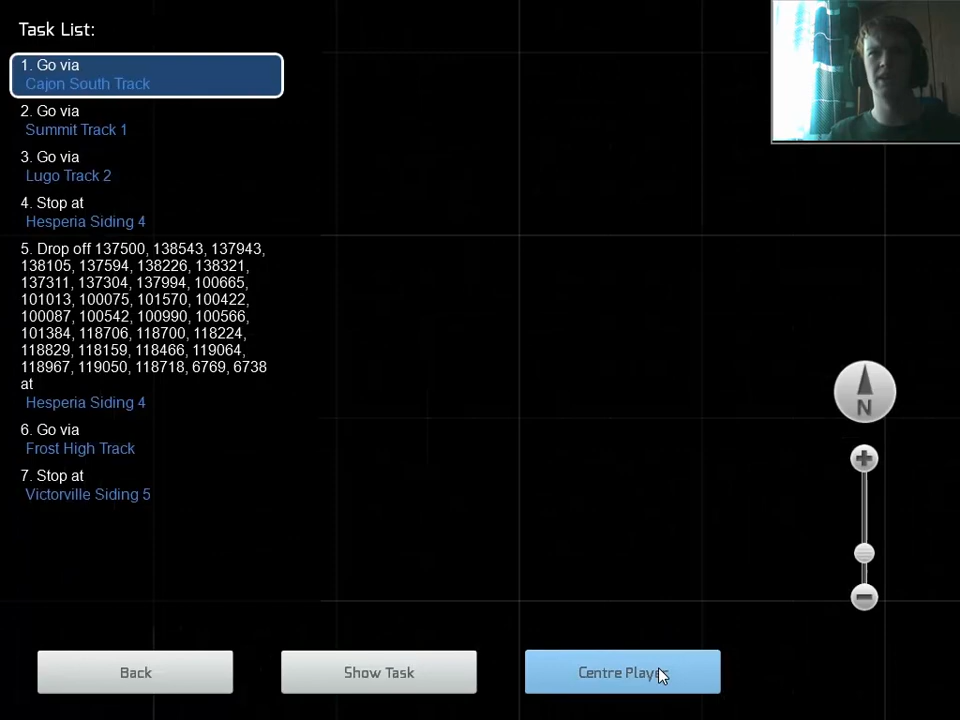 Task List:
1. Go via
Cajon South Track
2. Go via
Summit Track 1
3. Go via
Lugo Track 2
4. Stop at
Hesperia Siding 4
5. Drop off 137500, 138543, 137943,
138105, 137594, 138226, 138321,
137311, 137304, 137994, 100665,
101013, 100075, 101570, 100422,
100087, 100542, 100990, 100566,
101384, 118706, 118700, 118224,
118829, 118159, 118466, 119064,
118967, 119050, 118718, 6769, 6738
at
Hesperia Siding 4
6. Go via
Frost High Track
7. Stop at
Victorville Siding 5
N
Back
Show Task
Centre Player